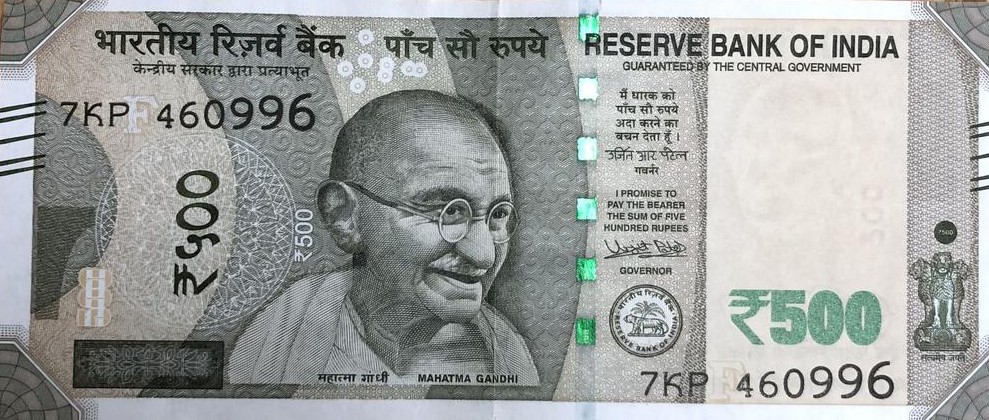 भारतीय रिज़र्व बैंक
केन्द्रीय सरकार द्वारा प्रत्याभूत
पाँच सौ रुपये
RESERVE BANK OF INDIA
GUARANTEED BY THE CENTRAL GOVERNMENT
7KP 460996
मैं धारक को
पाँच सौ रुपये
अदा करने का
वचन देता हूँ ।
उर्जित आर पटेल
गवर्नर
I PROMISE TO
PAY THE BEARER
THE SUM OF FIVE
HUNDRED RUPEES
GOVERNOR
₹५००
₹500
₹500
भारतीय रिज़र्व बैंक
RESERVE BANK OF INDIA
₹500
सत्यमेव जयते
महात्मा गांधी
MAHATMA GANDHI
7KP 460996